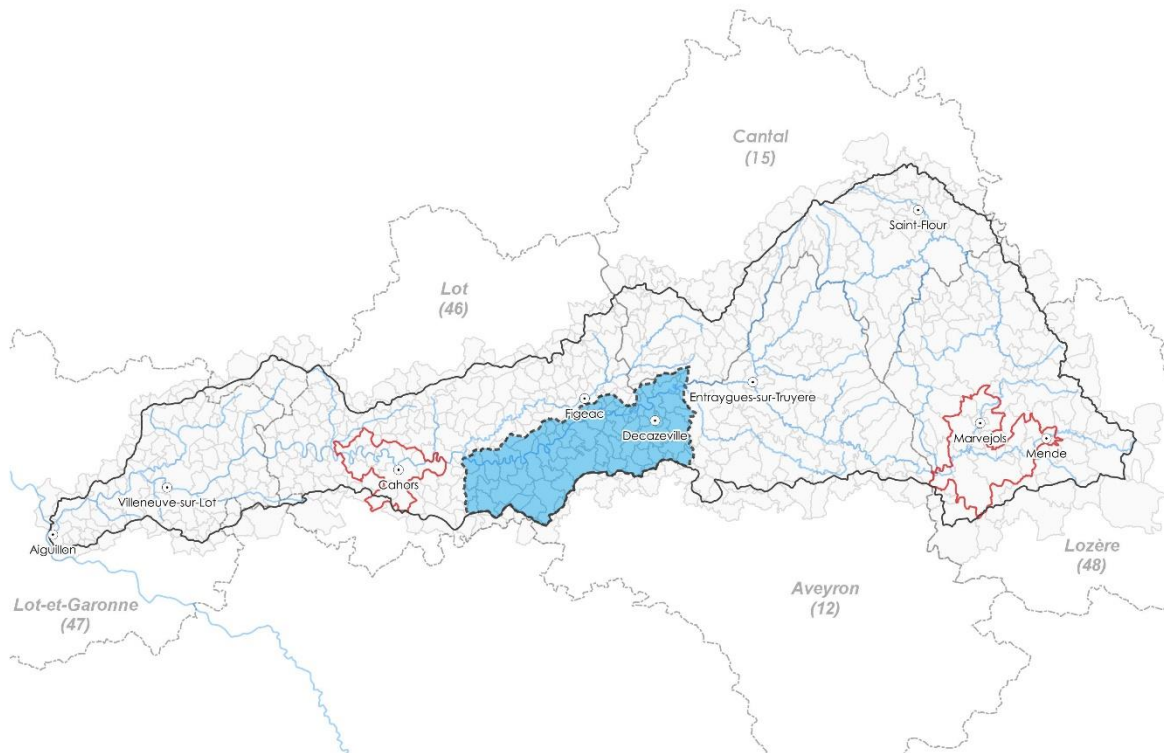 Cantal
(15)
Saint-Flour
Lot
(46)
Entraygues-sur-Truyere
Figeac
Decazeville
Marvejols
Mende
Cahors
Villeneuve-sur-Lot
Aiguillon
Lozère
(48)
Aveyron
(12)
Lot-et-Garonne
(47)